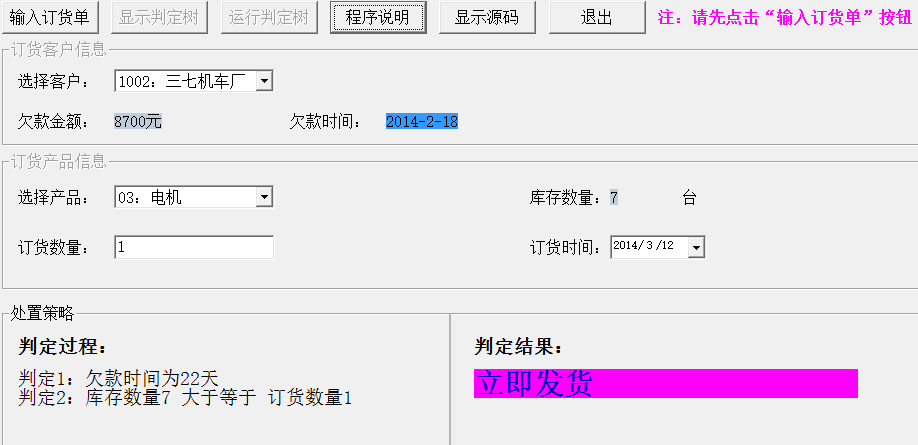 输入订货单 显示判定树 运行判定树 程序说明 显示源码 退出 注：请先点击“输入订货单”按钮
订货客户信息
选择客户： 1002：三七机车厂
欠款金额： 8700元 欠款时间： 2014-2-18
订货产品信息
选择产品： 03：电机 库存数量：7 台
订货数量： 1 订货时间：2014/ 3 /12
处置策略
判定过程： 判定结果：
判定1：欠款时间为22天 立即发货
判定2：库存数量7 大于等于 订货数量1